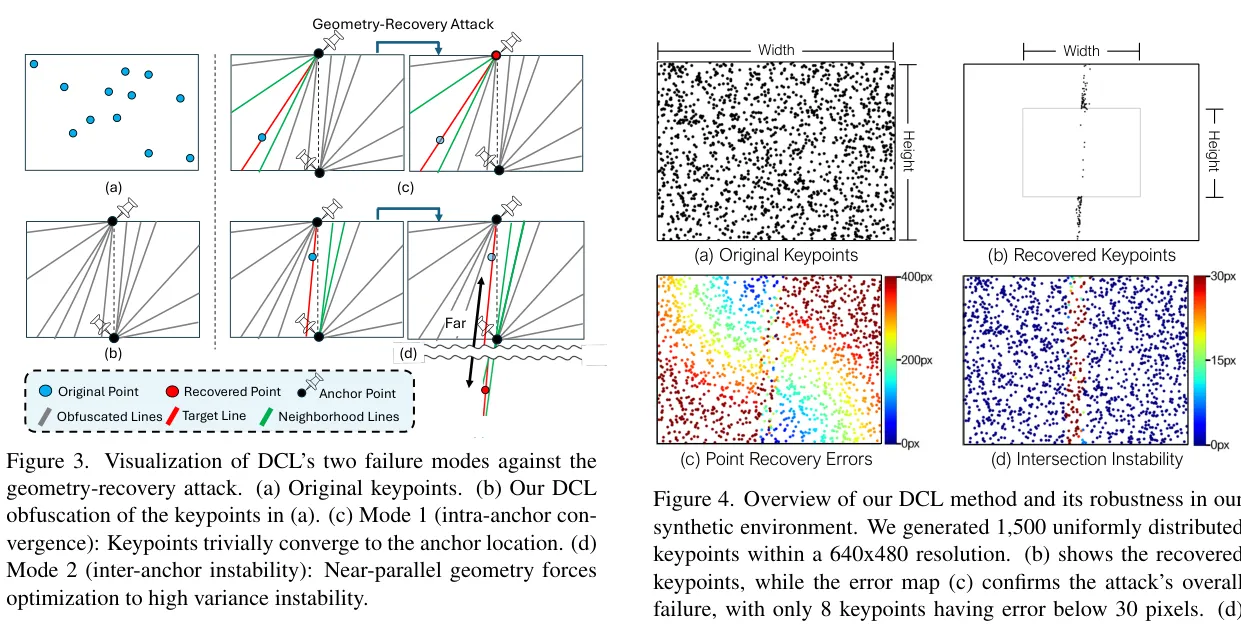 Geometry-Recovery Attack
(a)
(c)
(b)
Far
(d)
Original Point
Recovered Point
Anchor Point
Obfuscated Lines
Target Line
Neighborhood Lines
Figure 3. Visualization of DCL's two failure modes against the
geometry-recovery attack. (a) Original keypoints. (b) Our DCL
obfuscation of the keypoints in (a). (c) Mode 1 (intra-anchor con-
vergence): Keypoints trivially converge to the anchor location. (d)
Mode 2 (inter-anchor instability): Near-parallel geometry forces
optimization to high variance instability.
Width
Height
(a) Original Keypoints
Width
Height
(b) Recovered Keypoints
400px
200px
0px
(c) Point Recovery Errors
30px
15px
0px
(d) Intersection Instability
Figure 4. Overview of our DCL method and its robustness in our
synthetic environment. We generated 1,500 uniformly distributed
keypoints within a 640x480 resolution. (b) shows the recovered
keypoints, while the error map (c) confirms the attack's overall
failure, with only 8 keypoints having error below 30 pixels. (d)